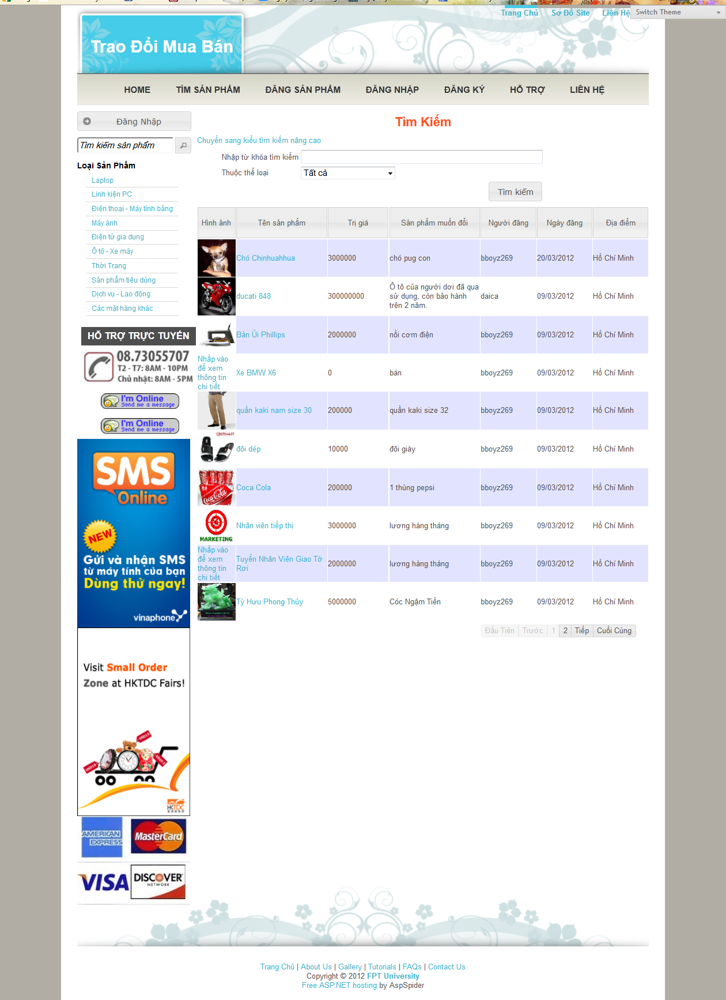 Trang Chủ Sơ Đồ Site Liên Hệ Switch Theme
Trao Đổi Mua Bán
HOME TÌM SẢN PHẨM ĐĂNG SẢN PHẨM ĐĂNG NHẬP ĐĂNG KÝ HỖ TRỢ LIÊN HỆ
Đăng Nhập
Tìm kiếm sản phẩm
Loại Sản Phẩm
Laptop
Linh kiện PC
Điện thoại - Máy tính bảng
Máy ảnh
Điện tử gia dụng
Ô tô - Xe máy
Thời Trang
Sản phẩm tiêu dùng
Dịch vụ - Lao động
Các mặt hàng khác
HỖ TRỢ TRỰC TUYẾN
08.73055707
T2 - T7: 8AM - 10PM
Chủ nhật: 8AM - 5PM
I'm Online
Send me a message
I'm Online
Send me a message
SMS
Online
NEW
Gửi và nhận SMS
từ máy tính của bạn
Dùng thử ngay!
vinaphone
Visit Small Order
Zone at HKTDC Fairs!
HKTDC
AMERICAN
EXPRESS
MasterCard
VISA
DISCOVER
NETWORK
Tìm Kiếm
Chuyển sang kiểu tìm kiếm nâng cao
Nhập từ khóa tìm kiếm
Thuộc thể loại Tất cả
Tìm kiếm
Hình ảnh Tên sản phẩm Trị giá Sản phẩm muốn đổi Người đăng Ngày đăng Địa điểm
Chó Chinhuahhua 3000000 chó pug con bboyz269 20/03/2012 Hồ Chí Minh
ducati 848 300000000 Ô tô của người dơi đã qua sử dụng, còn bảo hành trên 2 năm. daica 09/03/2012 Hồ Chí Minh
Bàn Ủi Phillips 2000000 nồi cơm điện bboyz269 09/03/2012 Hồ Chí Minh
Nhấp vào để xem thông tin chi tiết Xe BMW X6 0 bán bboyz269 09/03/2012 Hồ Chí Minh
quần kaki nam size 30 200000 quần kaki size 32 bboyz269 09/03/2012 Hồ Chí Minh
đôi dép 10000 đôi giày bboyz269 09/03/2012 Hồ Chí Minh
Coca Cola 200000 1 thùng pepsi bboyz269 09/03/2012 Hồ Chí Minh
MARKETING Nhân viên tiếp thị 3000000 lương hàng tháng bboyz269 09/03/2012 Hồ Chí Minh
Nhấp vào để xem thông tin chi tiết Tuyển Nhân Viên Giao Tờ Rơi 2000000 lương hàng tháng bboyz269 09/03/2012 Hồ Chí Minh
Tỳ Hưu Phong Thủy 5000000 Cóc Ngậm Tiền bboyz269 09/03/2012 Hồ Chí Minh
Đầu Tiên Trước 1 2 Tiếp Cuối Cùng
Trang Chủ | About Us | Gallery | Tutorials | FAQs | Contact Us
Copyright © 2012 FPT University
Free ASP.NET hosting by AspSpider